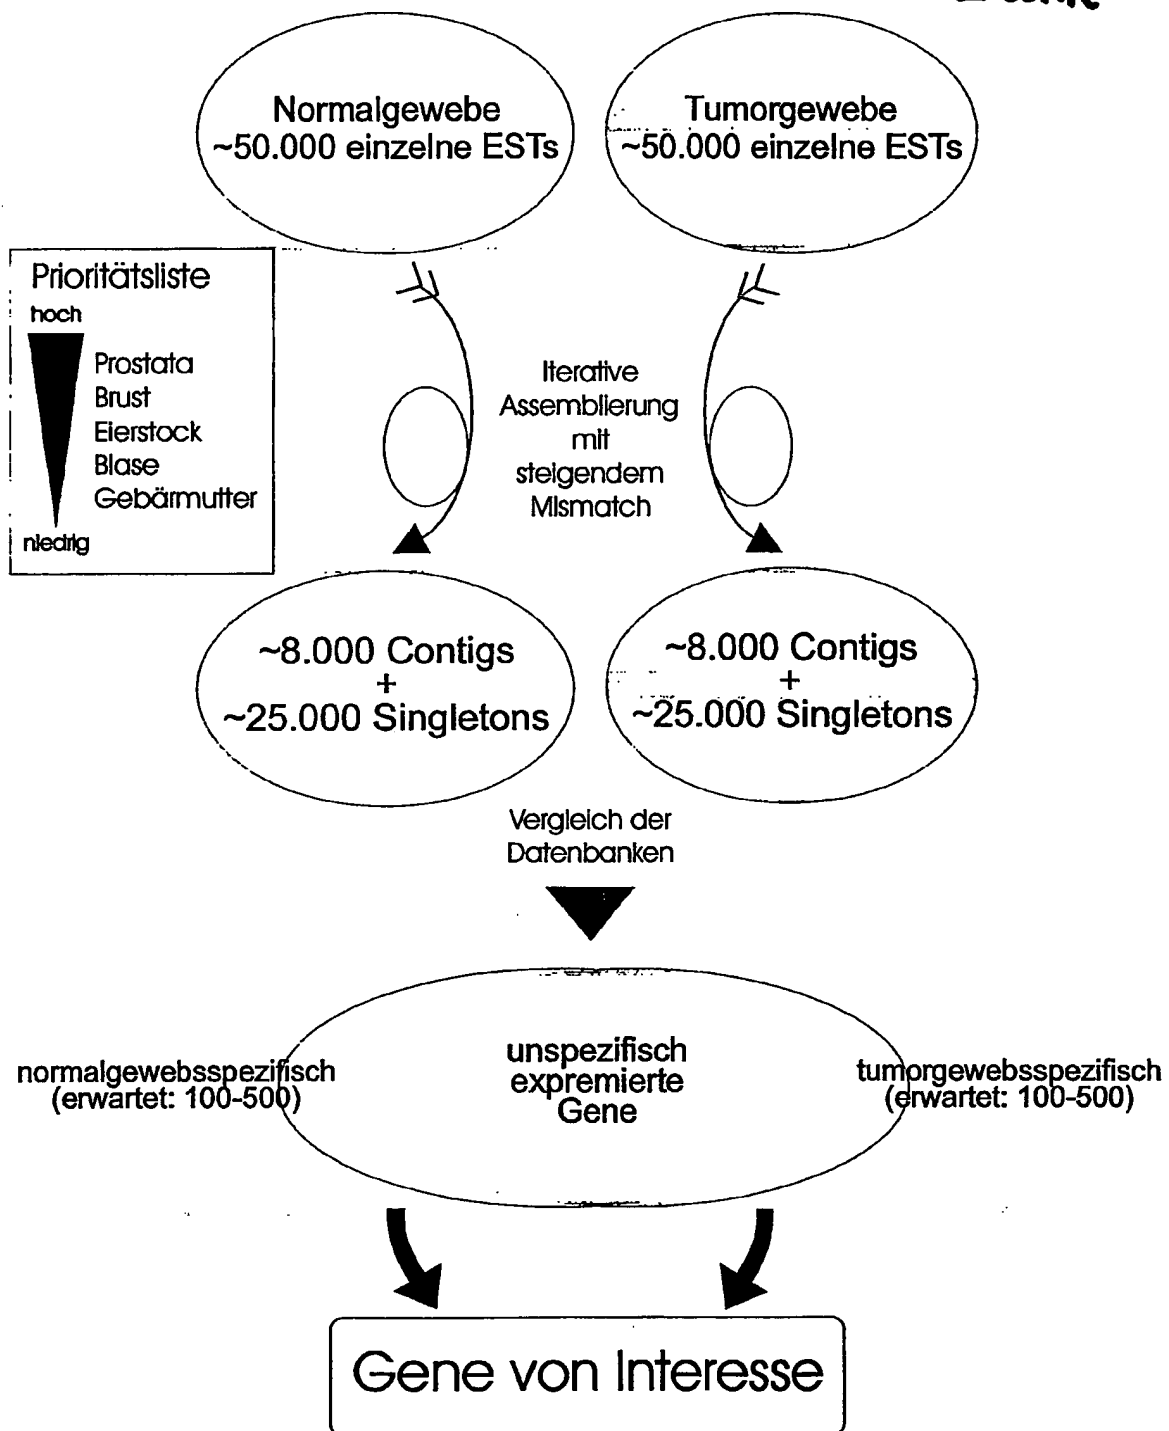 Normalgewebe
~50.000 einzelne ESTs
Tumorgewebe
~50.000 einzelne ESTs
Prioritätsliste
hoch
Prostata
Brust
Eierstock
Blase
Gebärmutter
niedrig
Iterative
Assemblierung
mit
steigendem
Mismatch
~8.000 Contigs
+
~25.000 Singletons
~8.000 Contigs
+
~25.000 Singletons
Vergleich der
Datenbanken
normalgewebsspezifisch
(erwartet: 100-500)
unspezifisch
expremierte
Gene
tumorgewebsspezifisch
(erwartet: 100-500)
Gene von Interesse